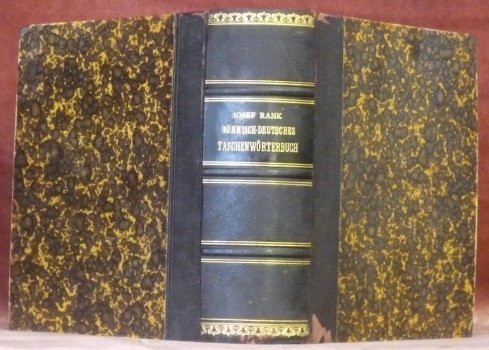 JOSEF RANK
BÖHMISCH-DEUTSCHES
TASCHENWÖRTERBUCH